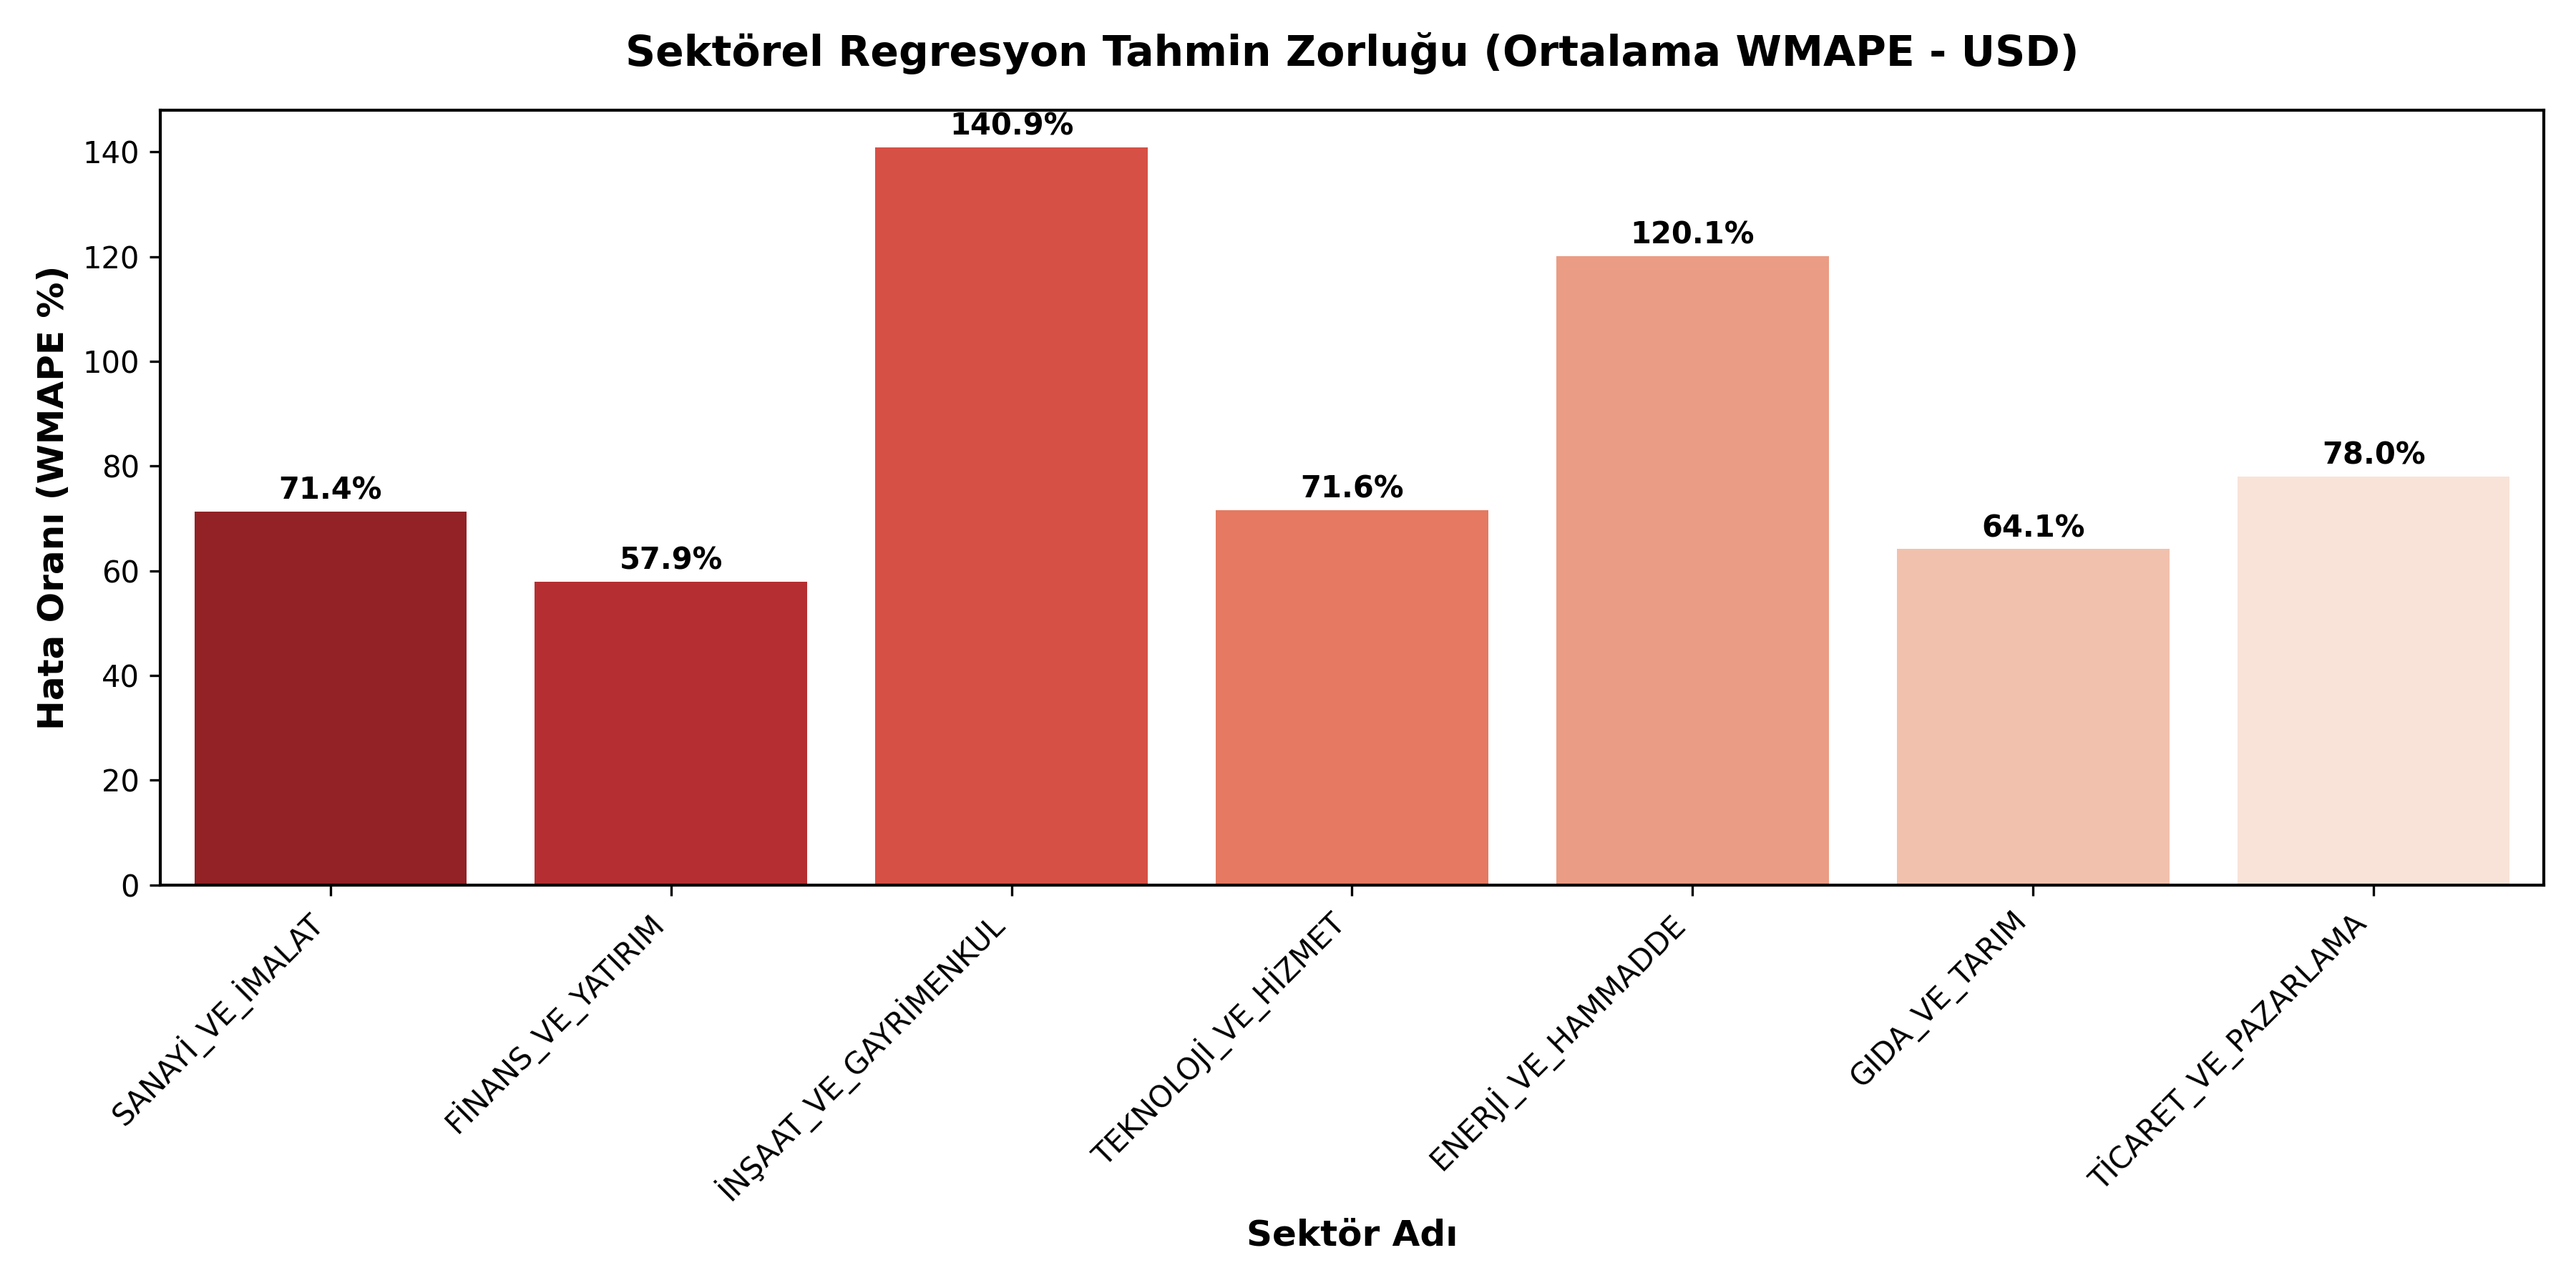 Sektörel Regresyon Tahmin Zorluğu (Ortalama WMAPE - USD)
Hata Oranı (WMAPE %)
140
120
100
80
60
40
20
0
71.4%
57.9%
140.9%
71.6%
120.1%
64.1%
78.0%
SANAYİ_VE_İMALAT
FİNANS_VE_YATIRIM
İNŞAAT_VE_GAYRİMENKUL
TEKNOLOJİ_VE_HİZMET
ENERJİ_VE_HAMMADDE
GIDA_VE_TARIM
TİCARET_VE_PAZARLAMA
Sektör Adı